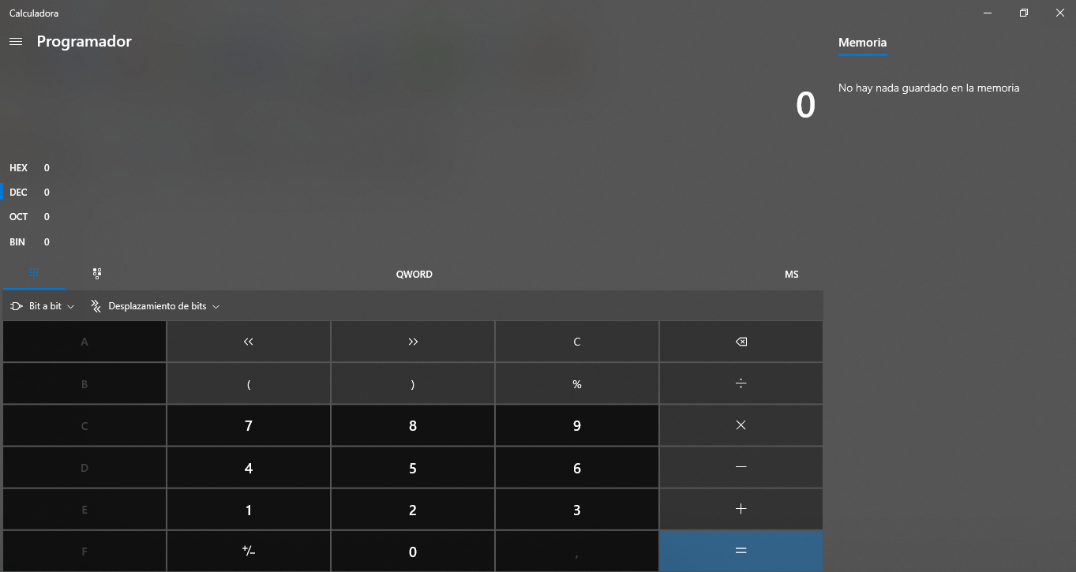 Calculadora
Programador
Memoria
No hay nada guardado en la memoria
0
HEX 0
DEC 0
OCT 0
BIN 0
QWORD MS
Bit a bit Desplazamiento de bits
A << >> C
B ( ) % ÷
C 7 8 9 ×
D 4 5 6 −
E 1 2 3 +
F +/− 0 , =